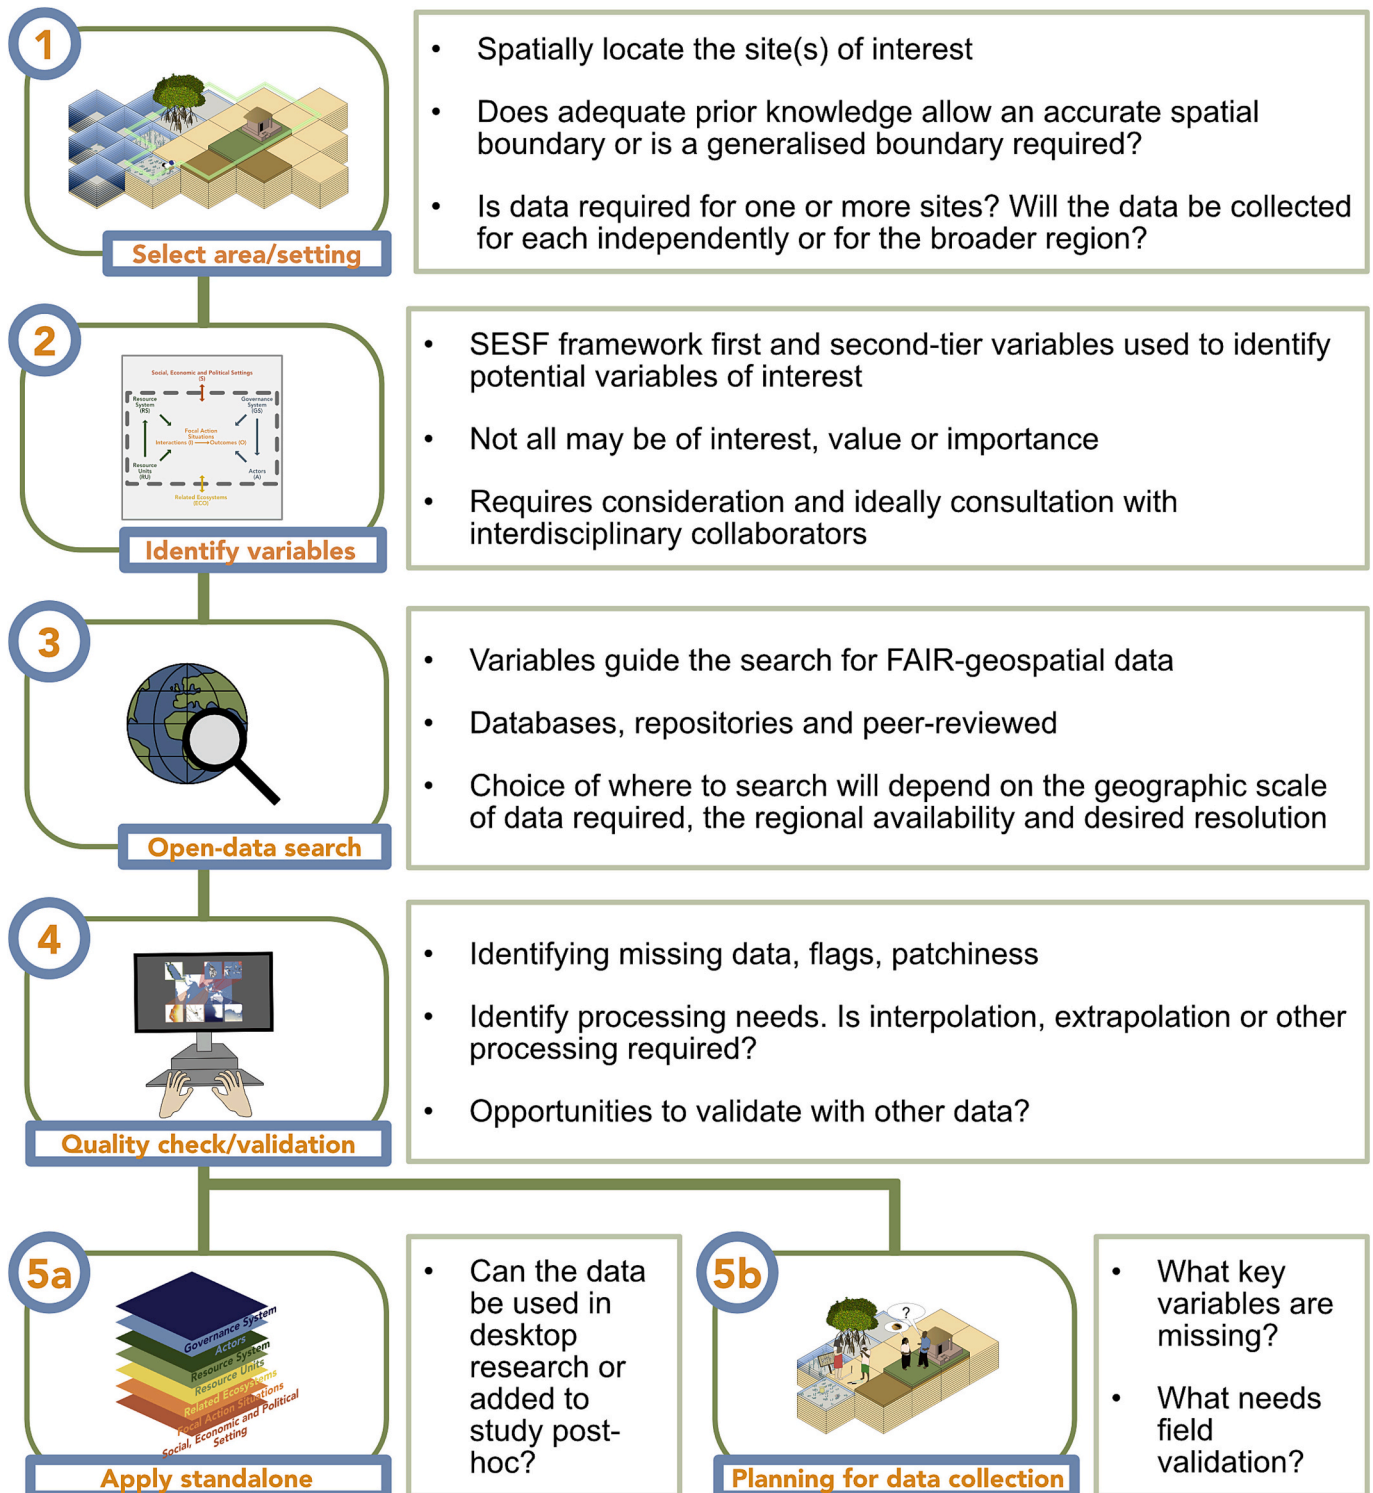 1
Select area/setting
• Spatially locate the site(s) of interest
• Does adequate prior knowledge allow an accurate spatial
boundary or is a generalised boundary required?
• Is data required for one or more sites? Will the data be collected
for each independently or for the broader region?
2
Social, Economic and Political Settings
(S)
Resource
System
(RS)
Governance
System
(GS)
Focal Action
Situations
Interactions (I) Outcomes (O)
Resource
Units
(RU)
Actors
(A)
Related Ecosystems
(ECO)
Identify variables
• SESF framework first and second-tier variables used to identify
potential variables of interest
• Not all may be of interest, value or importance
• Requires consideration and ideally consultation with
interdisciplinary collaborators
3
Open-data search
• Variables guide the search for FAIR-geospatial data
• Databases, repositories and peer-reviewed
• Choice of where to search will depend on the geographic scale
of data required, the regional availability and desired resolution
4
Quality check/validation
• Identifying missing data, flags, patchiness
• Identify processing needs. Is interpolation, extrapolation or other
processing required?
• Opportunities to validate with other data?
5a
Governance System
Actors
Resource System
Resource Units
Related Ecosystems
Focal Action Situations
Social, Economic and Political
Setting
Apply standalone
• Can the data
be used in
desktop
research or
added to
study post-
hoc?
5b
?
Planning for data collection
• What key
variables are
missing?
• What needs
field
validation?